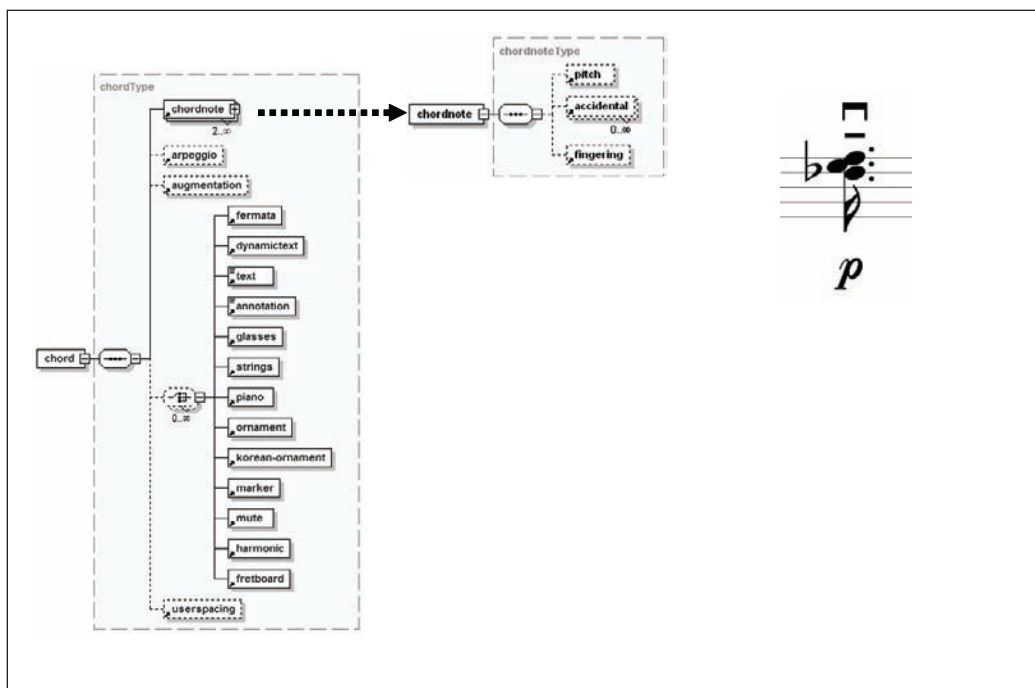 chordnoteType
pitch
chordType
chordnote
chordnote
accidental
2..∞
0..∞
arpeggio
fingering
augmentation
fermata
dynamictext
text
annotation
glasses
chord
strings
piano
0..∞
ornament
korean-ornament
marker
mute
harmonic
fretboard
userspacing
p